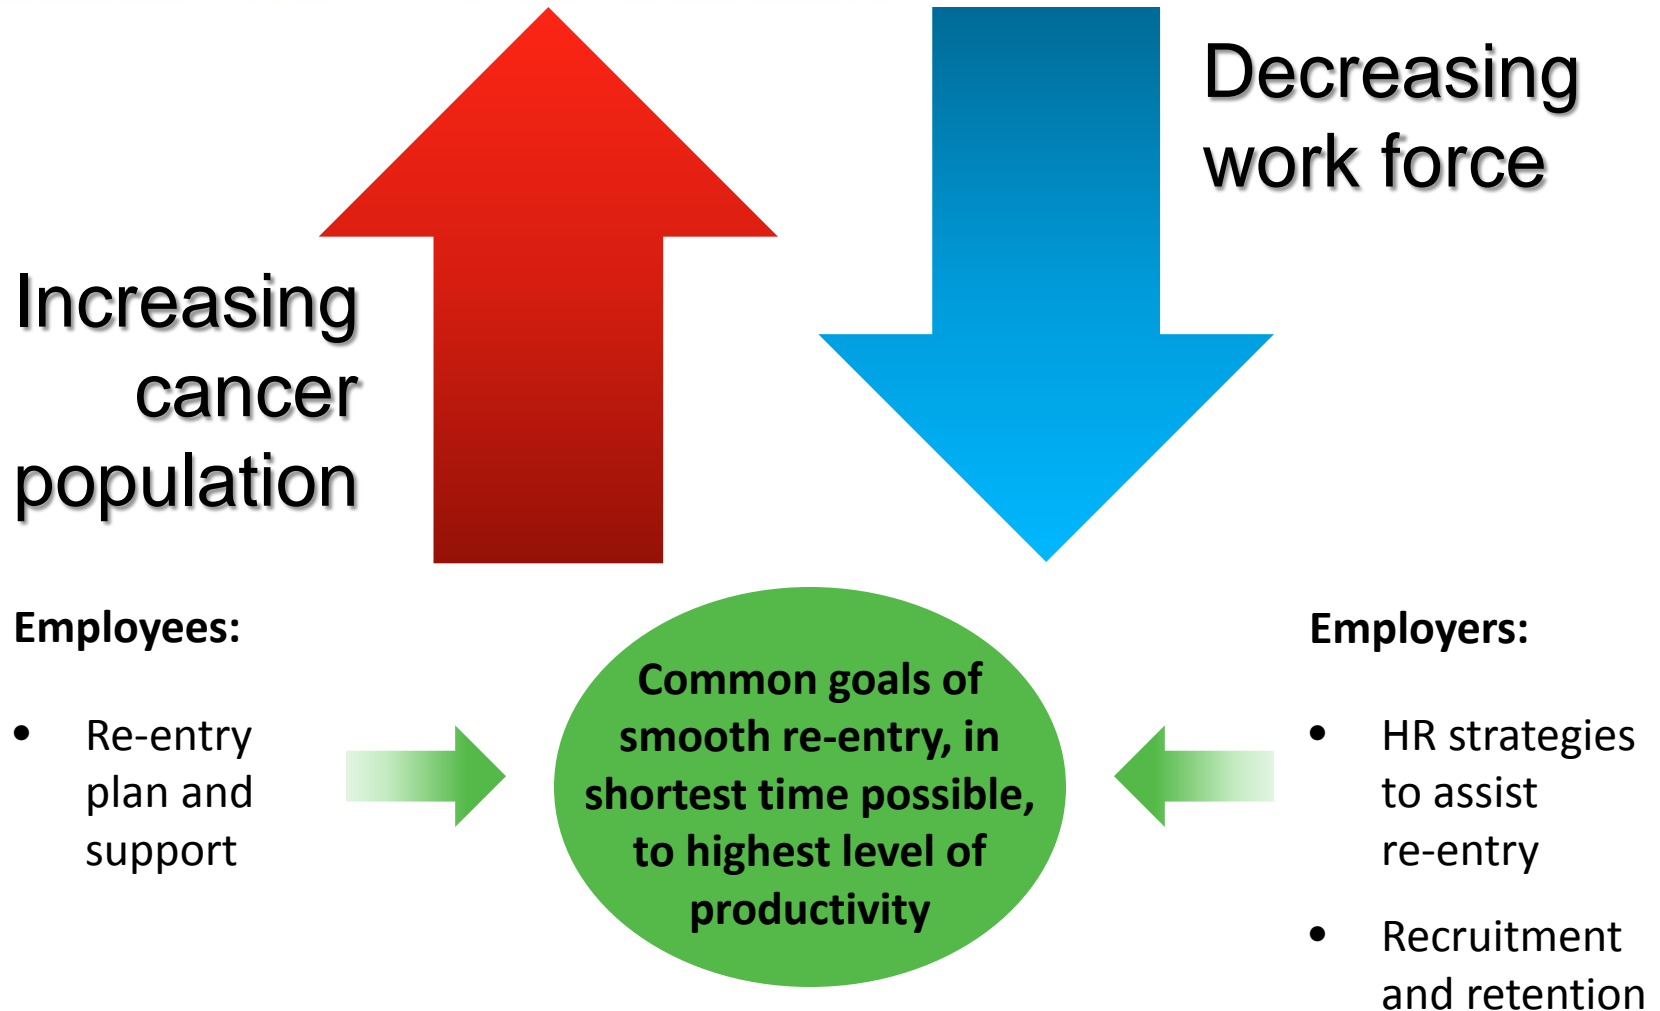 Increasing
cancer
population
Decreasing
work force
Employees:
• Re-entry
plan and
support
Common goals of
smooth re-entry, in
shortest time possible,
to highest level of
productivity
Employers:
• HR strategies
to assist
re-entry
• Recruitment
and retention